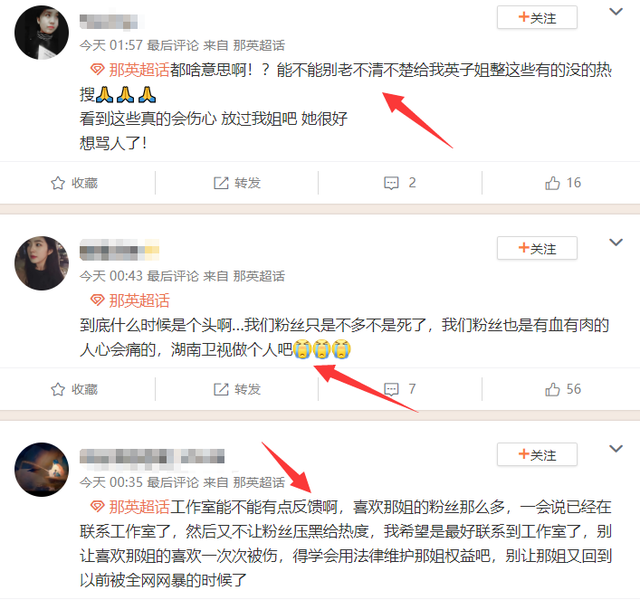 +关注
今天 01:57 最后评论 来自 那英超话
那英超话都啥意思啊！？能不能别老不清不楚给我英子姐整这些有的没的热
搜🙏🙏🙏
看到这些真的会伤心 放过我姐吧 她很好
想骂人了！
收藏 转发 2 16
+关注
今天 00:43 最后评论 来自 那英超话
那英超话
到底什么时候是个头啊...我们粉丝只是不多不是死了，我们粉丝也是有血有肉的
人心会痛的，湖南卫视做个人吧😭😭😭
收藏 转发 7 56
+关注
今天 00:35 最后评论 来自 那英超话
那英超话工作室能不能有点反馈啊，喜欢那姐的粉丝那么多，一会说已经在
联系工作室了，然后又不让粉丝压黑给热度，我希望是最好联系到工作室了，别
让喜欢那姐的喜欢一次次被伤，得学会用法律维护那姐权益吧，别让那姐又回到
以前被全网网暴的时候了